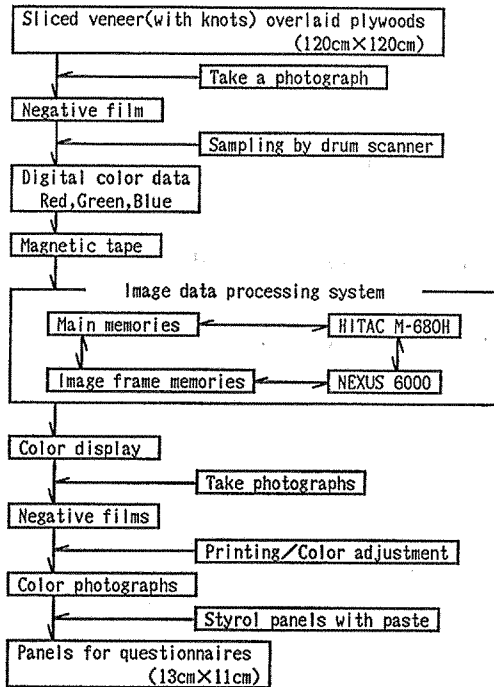 Sliced veneer(with knots) overlaid plywoods
(120cm×120cm)
Take a photograph
Negative film
Sampling by drum scanner
Digital color data
Red,Green,Blue
Magnetic tape
Image data processing system
Main memories
HITAC M-680H
Image frame memories
NEXUS 6000
Color display
Take photographs
Negative films
Printing/Color adjustment
Color photographs
Styrol panels with paste
Panels for questionnaires
(13cm×11cm)